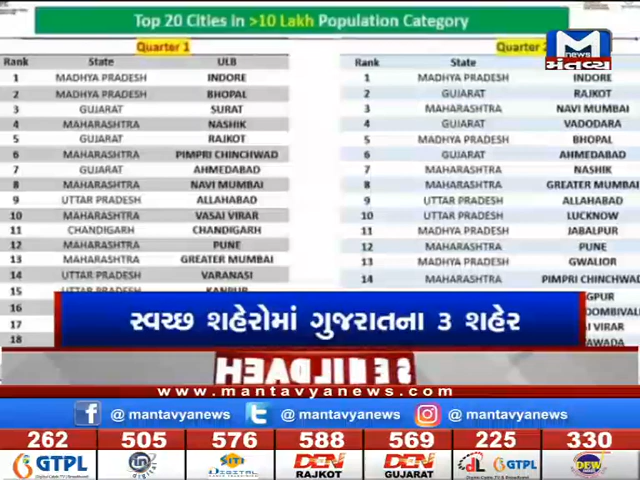 Top 20 Cities in >10 Lakh Population Category
Quarter 1
Quarter
news
મંતવ્ય
Rank State ULB
1 MADHYA PRADESH INDORE
2 MADHYA PRADESH BHOPAL
3 GUJARAT SURAT
4 MAHARASHTRA NASHIK
5 GUJARAT RAJKOT
6 MAHARASHTRA PIMPRI CHINCHWAD
7 GUJARAT AHMEDABAD
8 MAHARASHTRA NAVI MUMBAI
9 UTTAR PRADESH ALLAHABAD
10 MAHARASHTRA VASAI VIRAR
11 CHANDIGARH CHANDIGARH
12 MAHARASHTRA PUNE
13 MAHARASHTRA GREATER MUMBAI
14 UTTAR PRADESH VARANASI
15 UTTAR PRADESH KANPUR
16
17
18
Rank State
1 MADHYA PRADESH INDORE
2 GUJARAT RAJKOT
3 MAHARASHTRA NAVI MUMBAI
4 GUJARAT VADODARA
5 MADHYA PRADESH BHOPAL
6 GUJARAT AHMEDABAD
7 MAHARASHTRA NASHIK
8 MAHARASHTRA GREATER MUMBAI
9 UTTAR PRADESH ALLAHABAD
10 UTTAR PRADESH LUCKNOW
11 MADHYA PRADESH JABALPUR
12 MAHARASHTRA PUNE
13 MADHYA PRADESH GWALIOR
14 MAHARASHTRA PIMPRI CHINCHWAD
GPUR
DOMBIVALI
VIRAR
WADA
સ્વચ્છ શહેરોમાં ગુજરાતના 3 શહેર
www.mantavyanews.com
@ mantavyanews @ mantavyanews @ mantavyanews
262 505 576 588 569 225 330
GTPL in digital SITI DIGITAL DEN RAJKOT DEN GUJARAT dL GTPL DEW